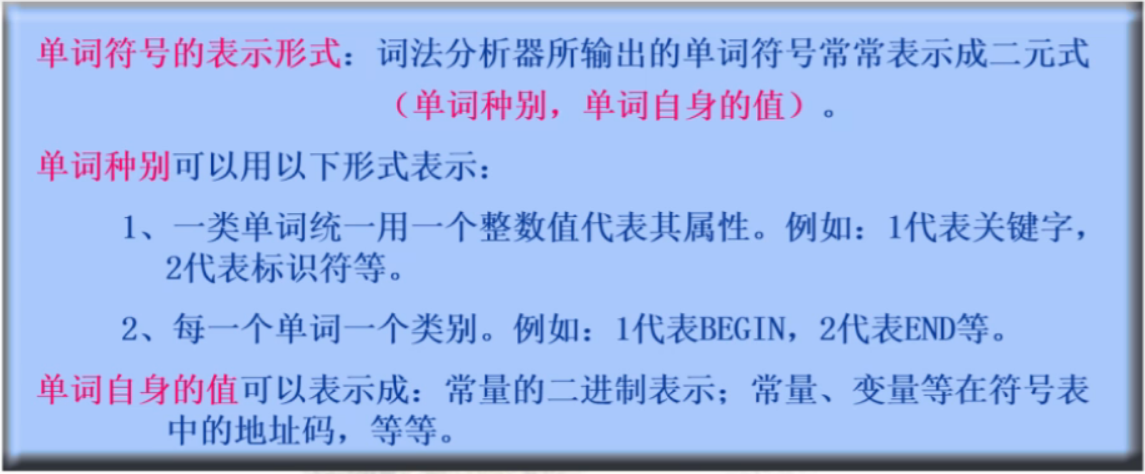 单词符号的表示形式：词法分析器所输出的单词符号常常表示成二元式
（单词种别，单词自身的值）。
单词种别可以用以下形式表示：
1、一类单词统一用一个整数值代表其属性。例如：1代表关键字，
2代表标识符等。
2、每一个单词一个类别。例如：1代表BEGIN，2代表END等。
单词自身的值可以表示成：常量的二进制表示；常量、变量等在符号表
中的地址码，等等。